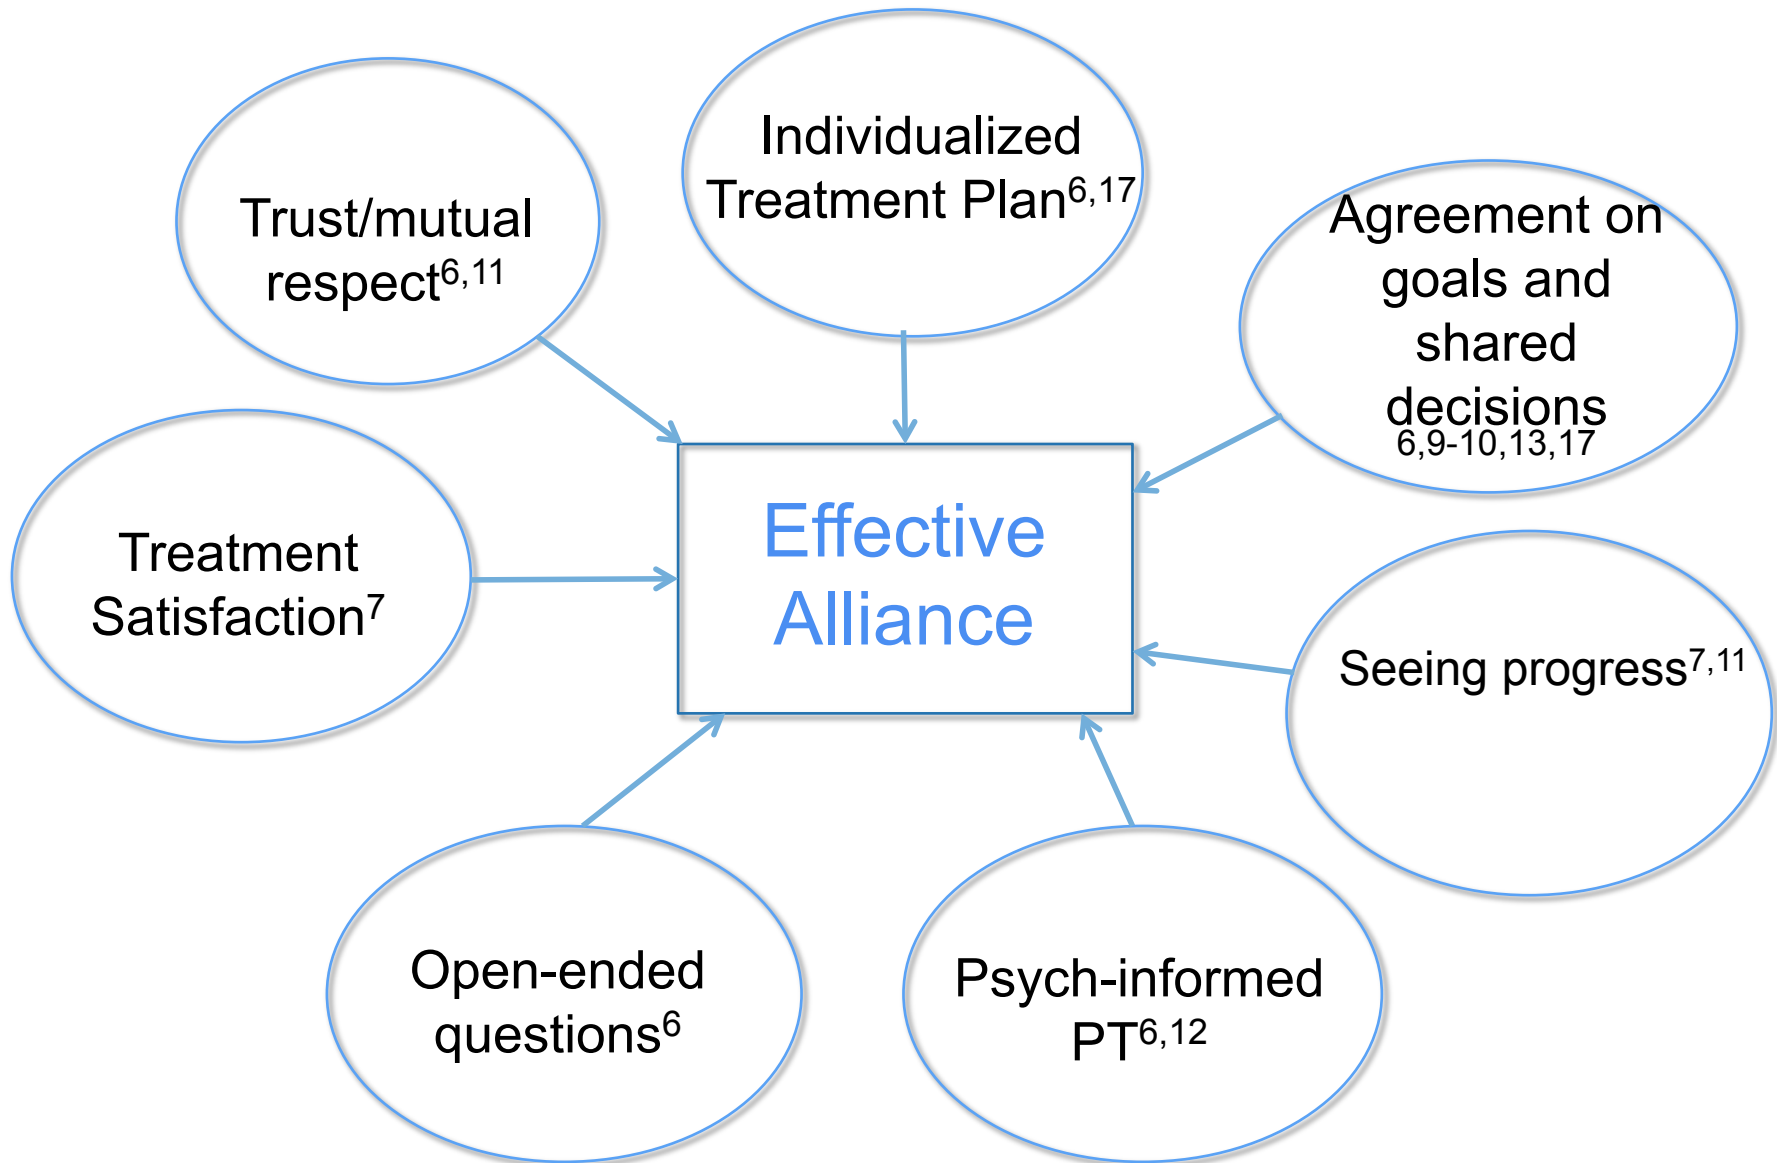 Individualized
Treatment Plan6,17
Trust/mutual
respect6,11
Agreement on
goals and
shared
decisions
6,9-10,13,17
Effective
Alliance
Treatment
Satisfaction7
Seeing progress7,11
Open-ended
questions6
Psych-informed
PT6,12